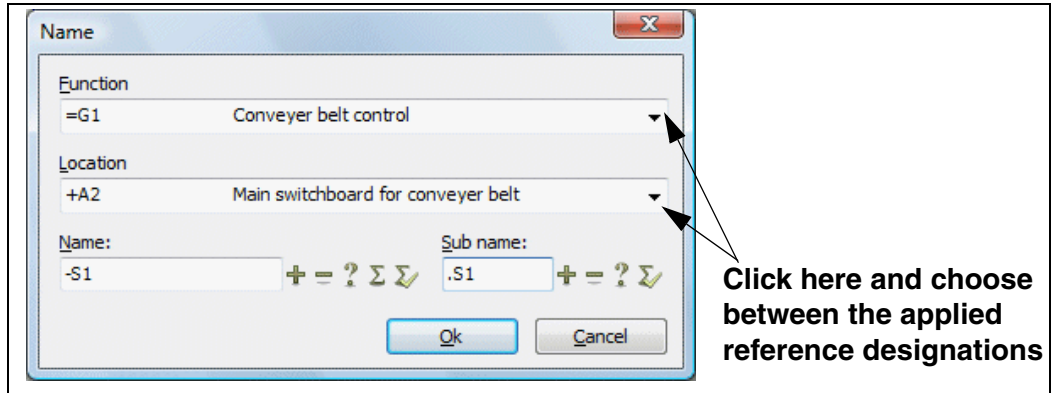 Name
Function
=G1 Conveyer belt control
Location
+A2 Main switchboard for conveyer belt
Name: Sub name:
-S1 + = ? Σ Σ .S1 + = ? Σ
Ok Cancel
Click here and choose
between the applied
reference designations